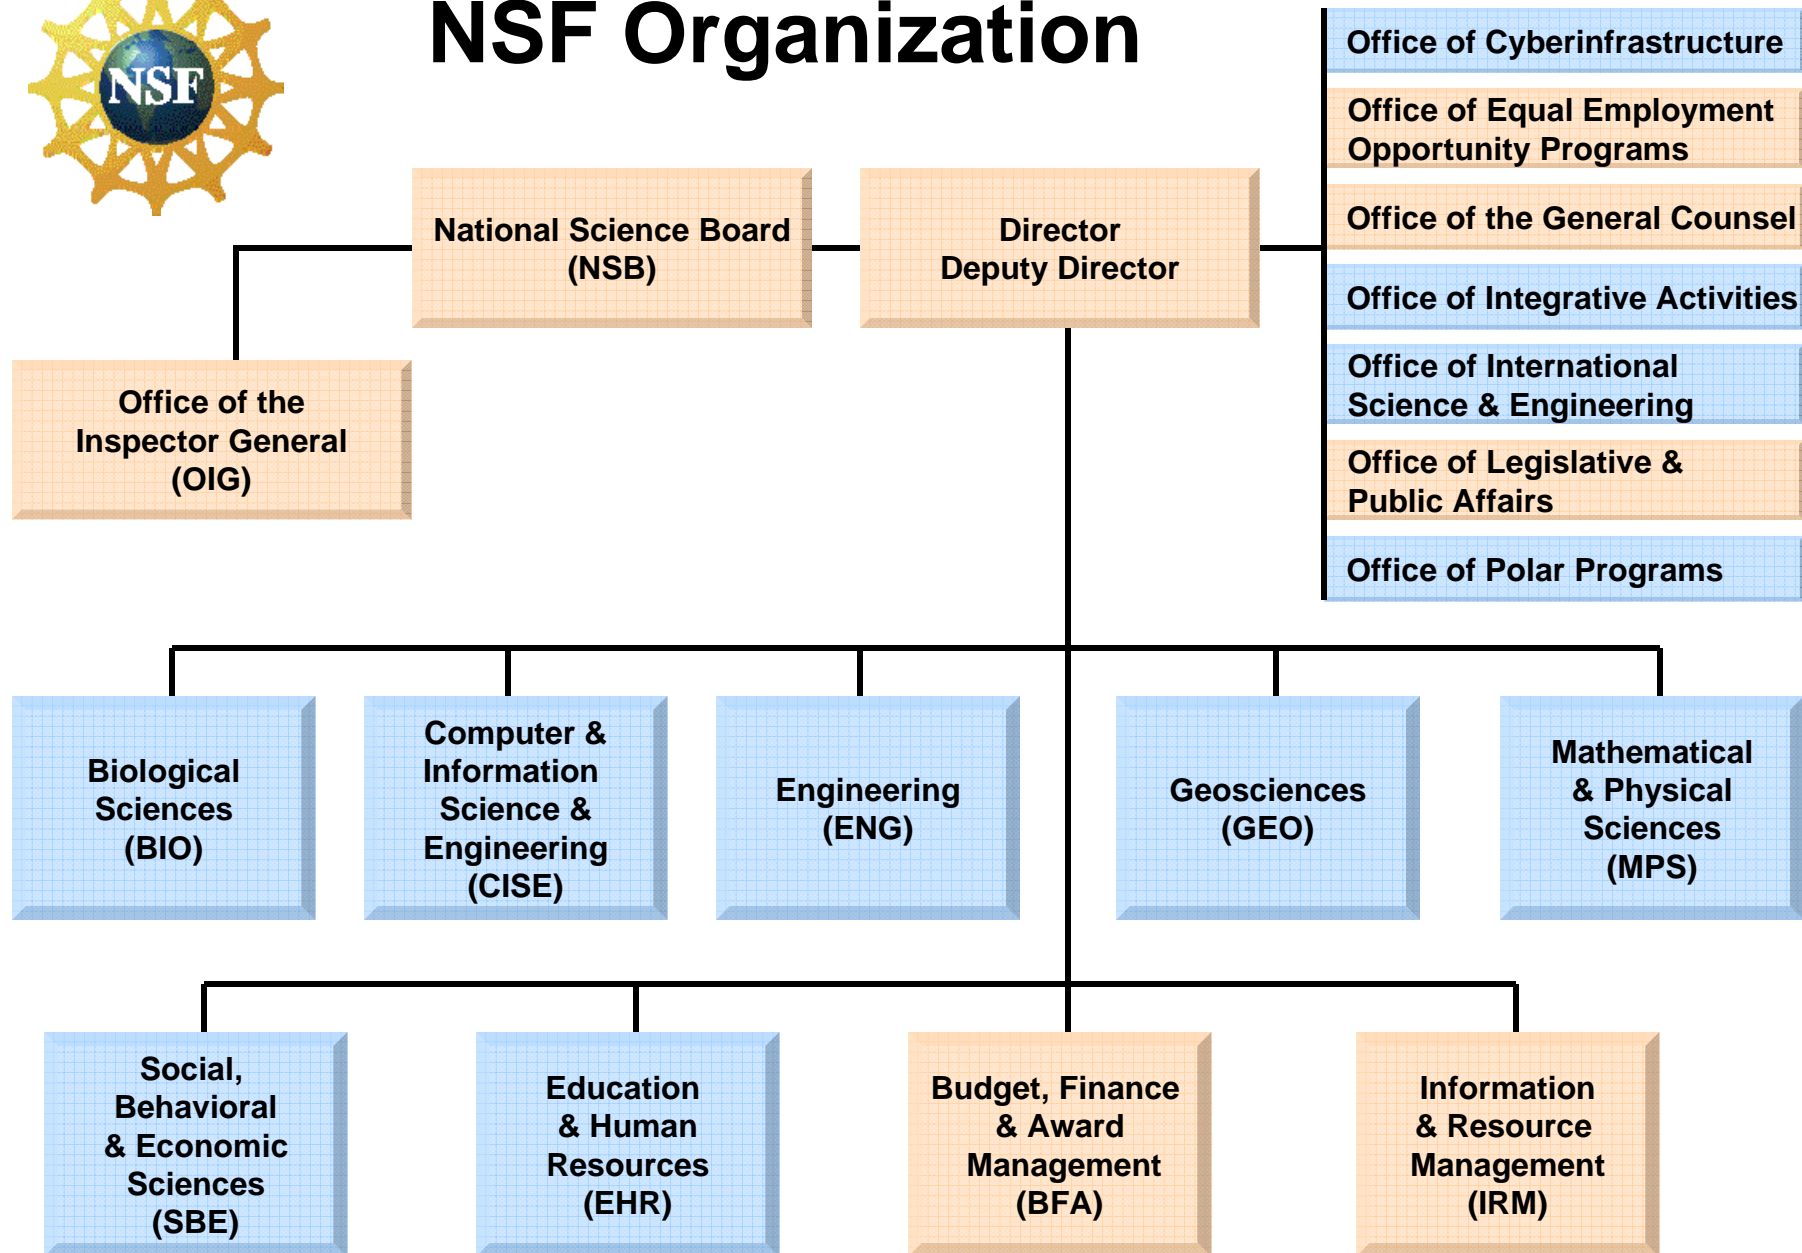 NSF Organization
NSF
Office of Cyberinfrastructure
Office of Equal Employment
Opportunity Programs
Office of the General Counsel
Office of Integrative Activities
Office of International
Science & Engineering
Office of Legislative &
Public Affairs
Office of Polar Programs
National Science Board
(NSB)
Director
Deputy Director
Office of the
Inspector General
(OIG)
Biological
Sciences
(BIO)
Computer &
Information
Science &
Engineering
(CISE)
Engineering
(ENG)
Geosciences
(GEO)
Mathematical
& Physical
Sciences
(MPS)
Social,
Behavioral
& Economic
Sciences
(SBE)
Education
& Human
Resources
(EHR)
Budget, Finance
& Award
Management
(BFA)
Information
& Resource
Management
(IRM)